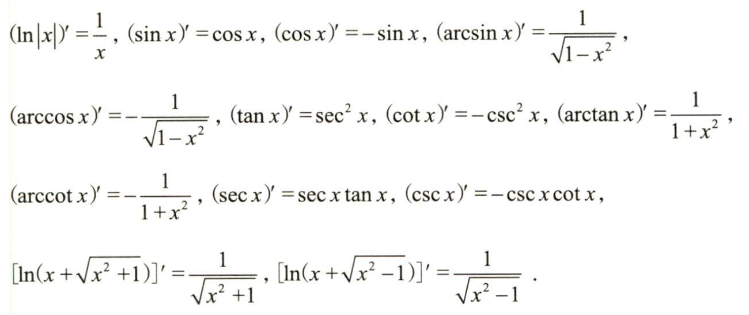 (ln|x|)′ = 1/x , (sin x)′ = cos x , (cos x)′ = − sin x , (arcsin x)′ = 1/√(1−x²) ,
(arccos x)′ = − 1/√(1−x²) , (tan x)′ = sec² x , (cot x)′ = − csc² x , (arctan x)′ = 1/(1+x²) ,
(arccot x)′ = − 1/(1+x²) , (sec x)′ = sec x tan x , (csc x)′ = − csc x cot x ,
[ln(x + √(x² +1))]′ = 1/√(x² +1) , [ln(x + √(x² −1))]′ = 1/√(x² −1) .